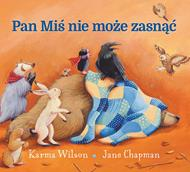 Pan Miś nie może zasnąć
Karma Wilson • Jane Chapman